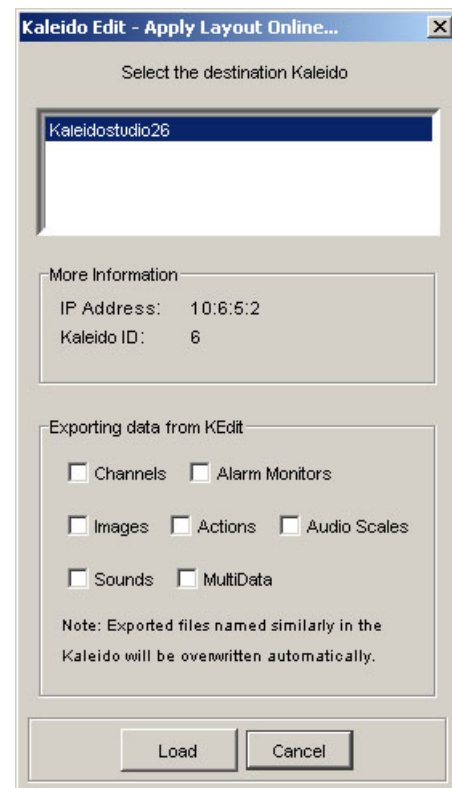 Kaleido Edit - Apply Layout Online...
Select the destination Kaleido
Kaleidostudio26
More Information
IP Address: 10:6:5:2
Kaleido ID: 6
Exporting data from KEdit
Channels Alarm Monitors
Images Actions Audio Scales
Sounds MultiData
Note: Exported files named similarly in the
Kaleido will be overwritten automatically.
Load Cancel